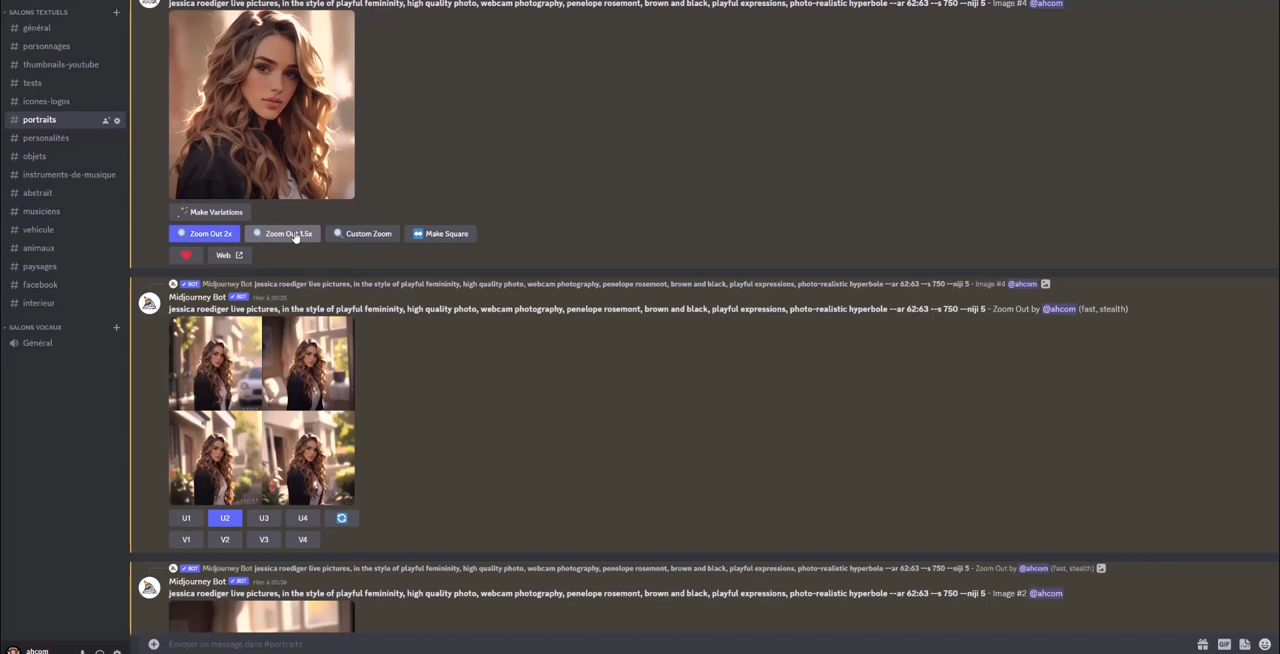 SALONS TEXTUELS
# général
# personnages
# thumbnails-youtube
# tests
# icones-logos
# portraits
# personalités
# objets
# instruments-de-musique
# abstrait
# musiciens
# vehicule
# animaux
# paysages
# facebook
# interieur
SALONS VOCAUX
Général
ahcom
jessica roediger live pictures, in the style of playful femininity, high quality photo, webcam photography, penelope rosemont, brown and black, playful expressions, photo-realistic hyperbole --ar 62:63 --s 750 --niji 5 - Image #4 @ahcom
Make Variations
Zoom Out 2x Zoom Out 1.5x Custom Zoom Make Square
Web
BOT Midjourney Bot jessica roediger live pictures, in the style of playful femininity, high quality photo, webcam photography, penelope rosemont, brown and black, playful expressions, photo-realistic hyperbole --ar 62:63 --s 750 --niji 5 - Image #4 @ahcom
Midjourney Bot BOT Hier à 20:35
jessica roediger live pictures, in the style of playful femininity, high quality photo, webcam photography, penelope rosemont, brown and black, playful expressions, photo-realistic hyperbole --ar 62:63 --s 750 --niji 5 - Zoom Out by @ahcom (fast, stealth)
U1 U2 U3 U4
V1 V2 V3 V4
BOT Midjourney Bot jessica roediger live pictures, in the style of playful femininity, high quality photo, webcam photography, penelope rosemont, brown and black, playful expressions, photo-realistic hyperbole --ar 62:63 --s 750 --niji 5 - Zoom Out by @ahcom (fast, stealth)
Midjourney Bot BOT Hier à 20:36
jessica roediger live pictures, in the style of playful femininity, high quality photo, webcam photography, penelope rosemont, brown and black, playful expressions, photo-realistic hyperbole --ar 62:63 --s 750 --niji 5 - Image #2 @ahcom
Envoyer un message dans #portraits
GIF